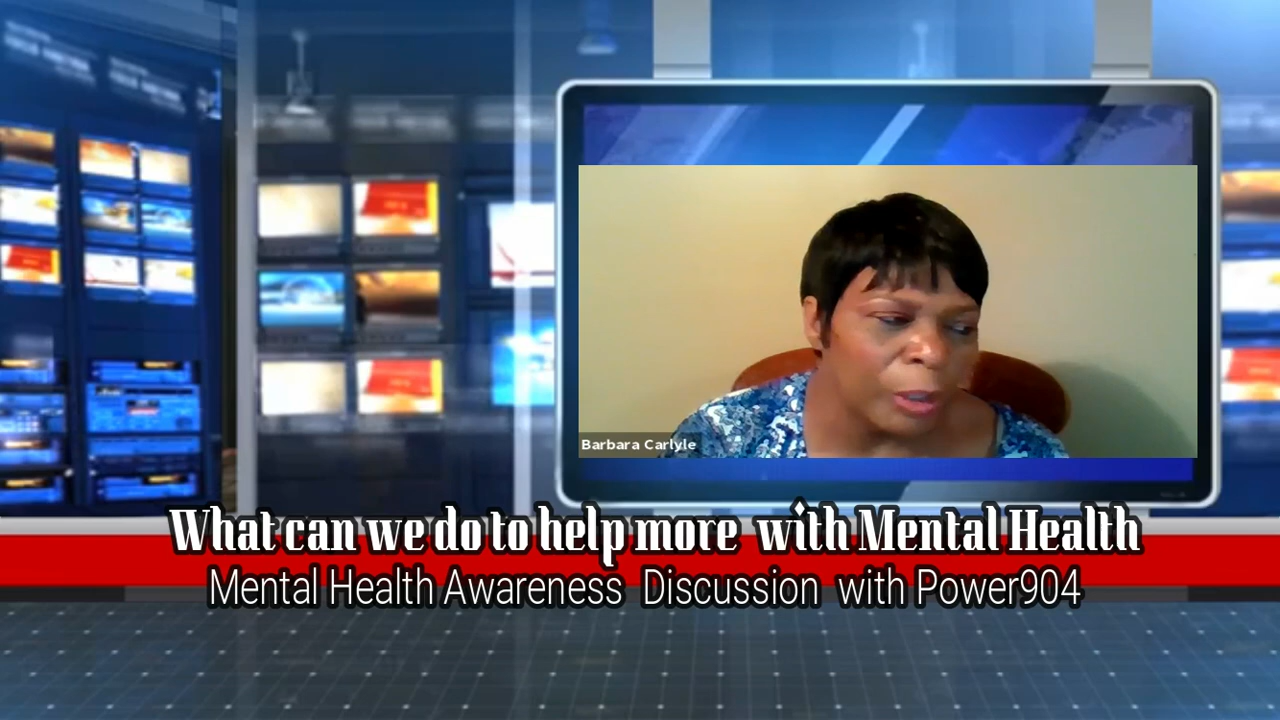 Barbara Carlyle
What can we do to help more with Mental Health
Mental Health Awareness Discussion with Power904